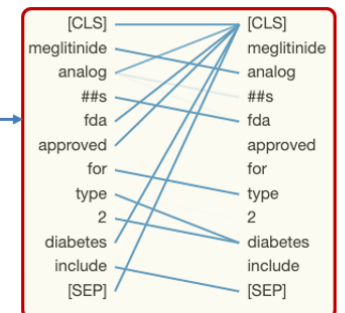 [CLS] [CLS]
meglitinide meglitinide
analog analog
##s ##s
fda fda
approved approved
for for
type type
2 2
diabetes diabetes
include include
[SEP] [SEP]